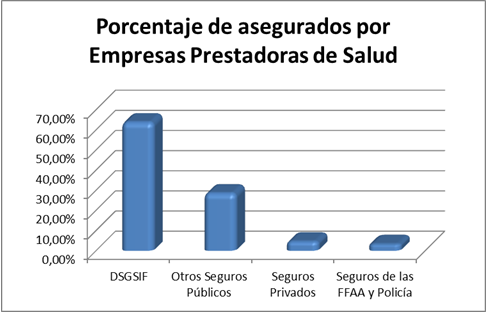 Porcentaje de asegurados por
Empresas Prestadoras de Salud
70,00%
60,00%
50,00%
40,00%
30,00%
20,00%
10,00%
0,00%
DSGSIF
Otros Seguros
Públicos
Seguros
Privados
Seguros de las
FFAA y Policía